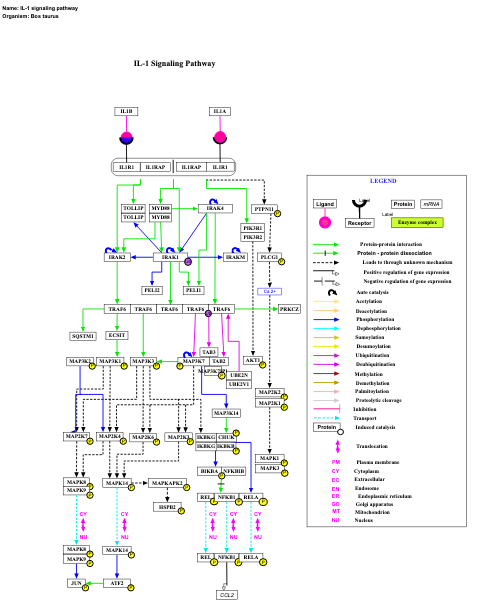 Name: IL-1 signaling pathway
Organism: Bos taurus
IL-1 Signaling Pathway
IL1B
IL1A
IL1R1 IL1RAP IL1RAP IL1R1
TOLLIP MYD88 IRAK4 PTPN11
TOLLIP MYD88
PIK3R1
PIK3R2
IRAK2 IRAK1 IRAKM PLCG1
PELI2 PELI1
Ca 2+
TRAF6 TRAF6 TRAF6 TRAF6 TRAF6 PRKCZ
SQSTM1 ECSIT
TAB3
MAP3K2 MAP3K1 MAP3K3 MAP3K7 TAB2 AKT1
UBE2N
UBE2V1
MAP2K2
MAP2K1
MAP3K14
MAP2K7 MAP2K4 MAP2K6 MAP2K3 IKBKG CHUK
IKBKG IKBKB
MAPK1
MAPK3
NFKBIB
MAPK8 MAPK14 MAPKAPK2
MAPK9
HSPB2
REL NFKB1 RELA
CY CY CY CY
NU NU NU NU
MAPK8 MAPK14
MAPK9
REL NFKB1 RELA
JUN ATF2
CCL2
LEGEND
Ligand Label Protein mRNA
Receptor Label Enzyme complex
Protein-protein interaction
Protein - protein dissociation
Leads to through unknown mechanism
Positive regulation of gene expression
Negative regulation of gene expression
Auto catalysis
Acetylation
Deacetylation
Phosphorylation
Dephosphorylation
Sumoylation
Desumoylation
Ubiquitination
Deubiquitination
Methylation
Demethylation
Palmitoylation
Proteolytic cleavage
Inhibition
Transport
Protein Induced catalysis
Translocation
PM Plasma membrane
CY Cytoplasm
EC Extracellular
EN Endosome
ER Endoplasmic reticulum
GO Golgi apparatus
MT Mitochondrion
NU Nucleus